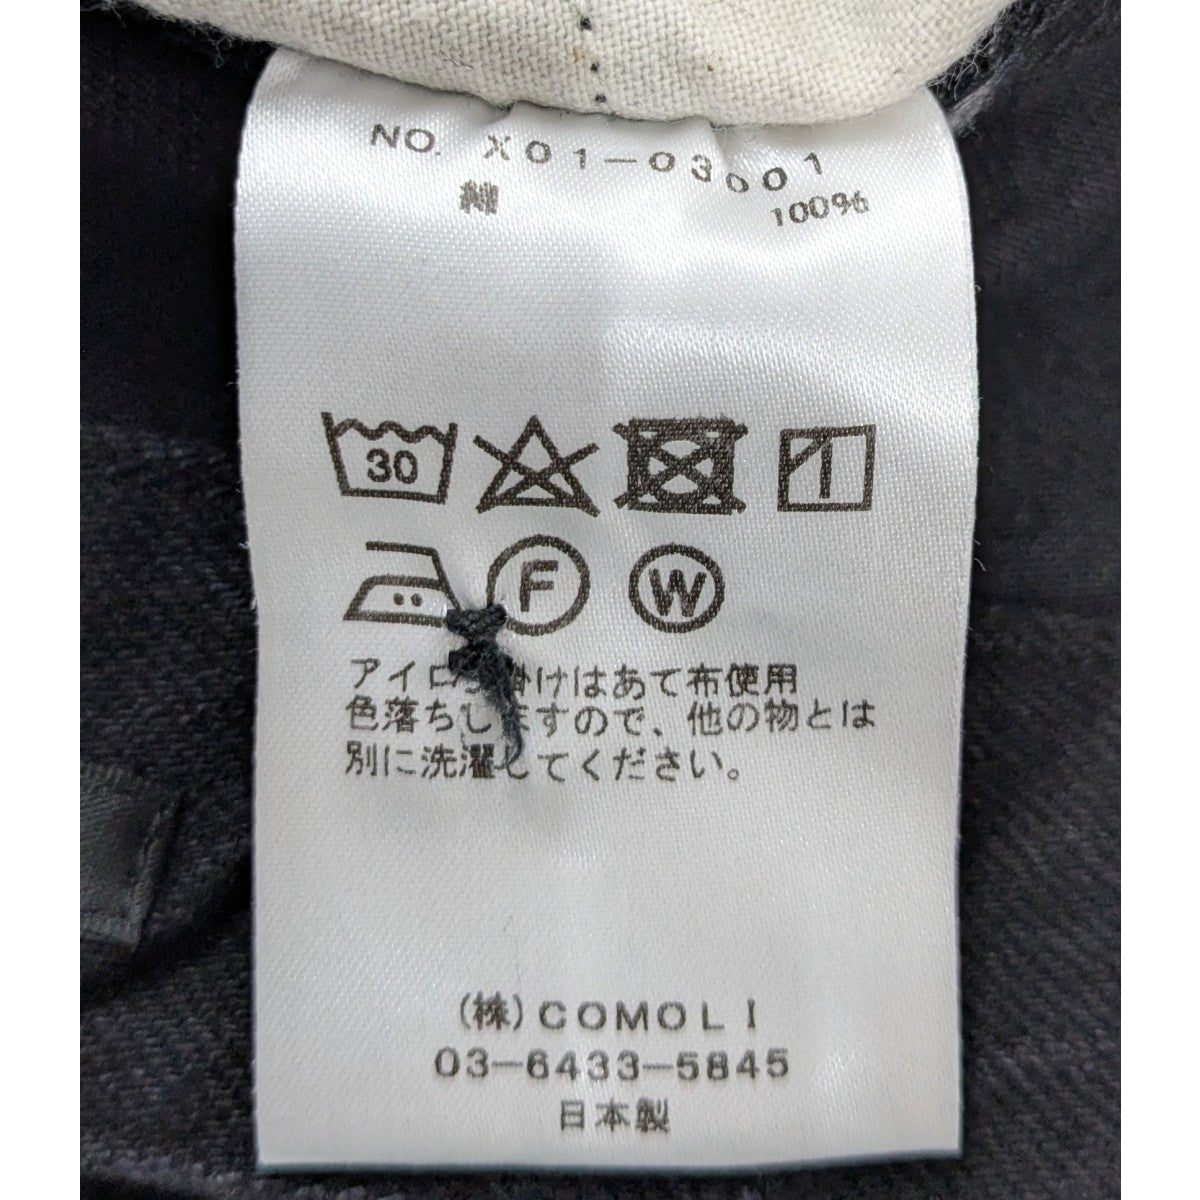 NO. X01-03001
綿 100%
30
F W
アイロン掛けはあて布使用
色落ちしますので、他の物とは
別に洗濯してください。
(株)COMOLI
03-6433-5845
日本製